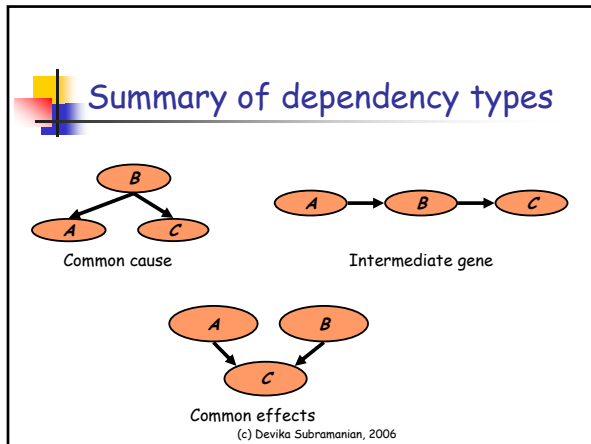 Summary of dependency types
B
A C
Common cause
A B C
Intermediate gene
A B
C
Common effects
(c) Devika Subramanian, 2006